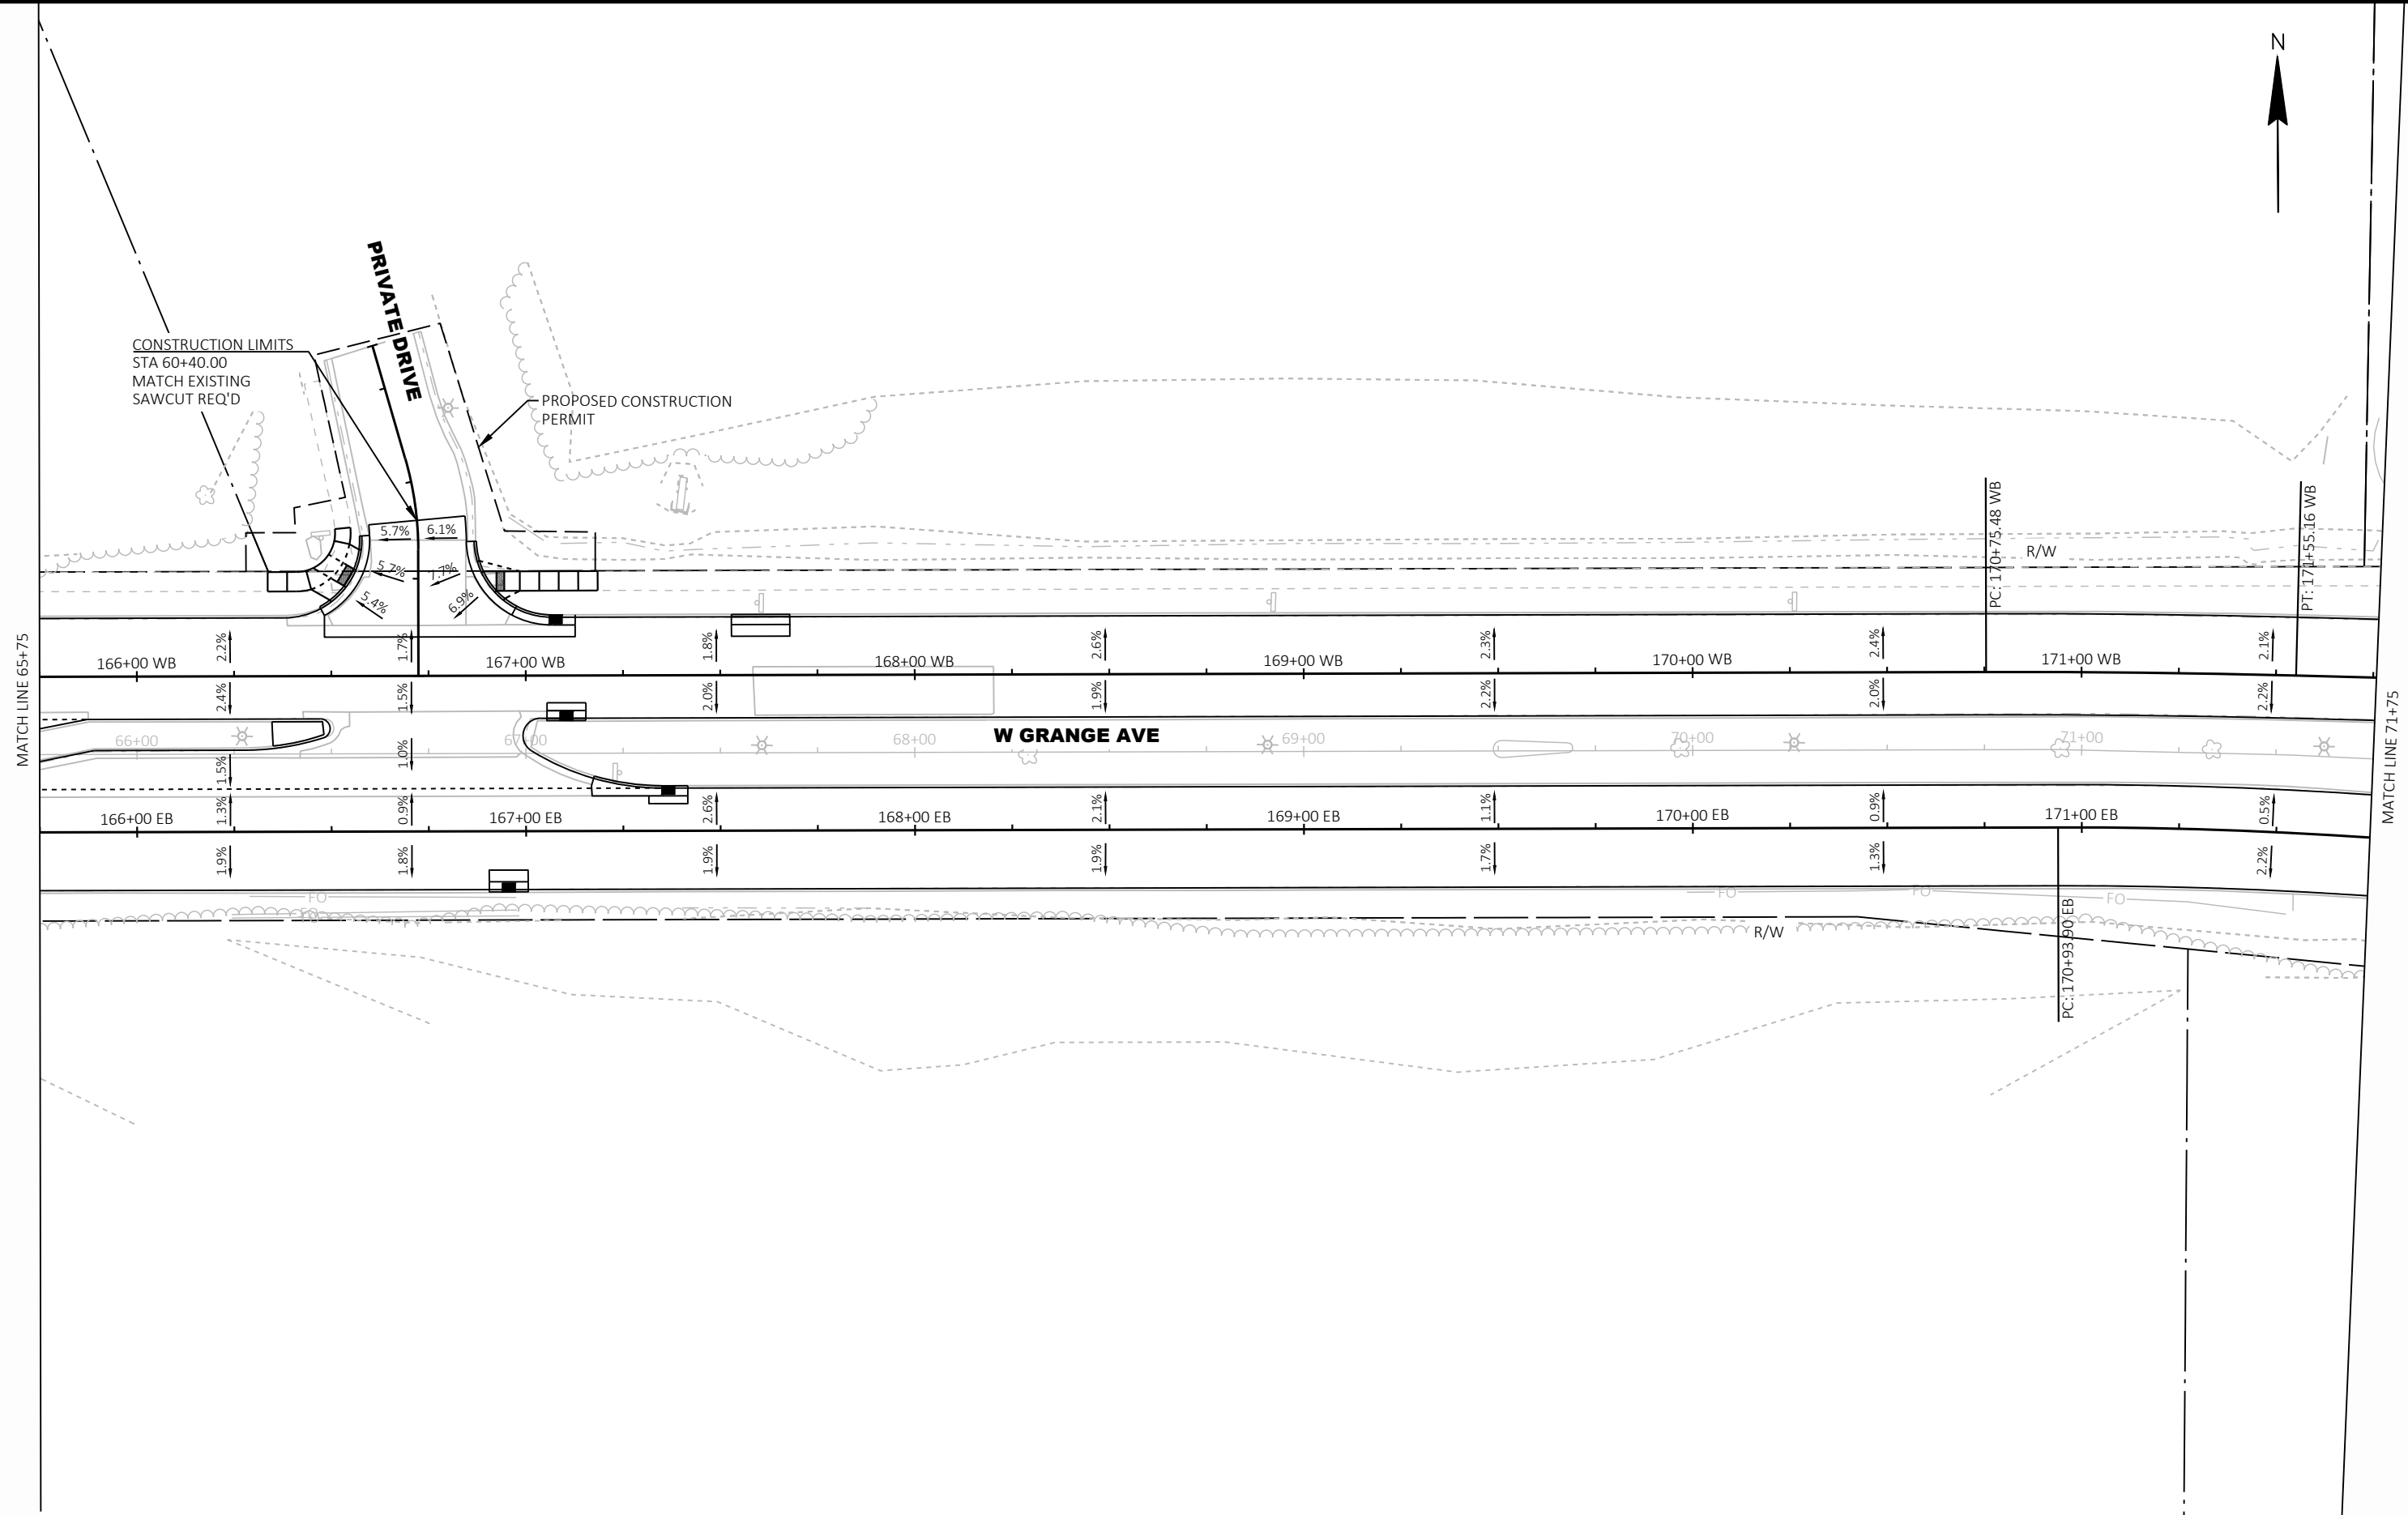 N
PRIVATE DRIVE
CONSTRUCTION LIMITS
STA 60+40.00
MATCH EXISTING
SAWCUT REQ'D
PROPOSED CONSTRUCTION
PERMIT
5.7%
6.1%
5.7%
7.7%
5.4%
6.9%
PC: 170+75.48 WB
PT: 171+55.16 WB
R/W
MATCH LINE 65+75
MATCH LINE 71+75
2.2%
1.7%
1.8%
2.6%
2.3%
2.4%
2.1%
166+00 WB
167+00 WB
168+00 WB
169+00 WB
170+00 WB
171+00 WB
2.4%
1.5%
2.0%
1.9%
2.2%
2.0%
2.2%
W GRANGE AVE
66+00
67+00
68+00
69+00
70+00
71+00
1.5%
1.0%
1.3%
0.9%
2.6%
2.1%
1.1%
0.9%
0.5%
166+00 EB
167+00 EB
168+00 EB
169+00 EB
170+00 EB
171+00 EB
1.9%
1.8%
1.9%
1.9%
1.7%
1.3%
2.2%
FO
FO
FO
FO
FO
R/W
PC: 170+93.90 EB